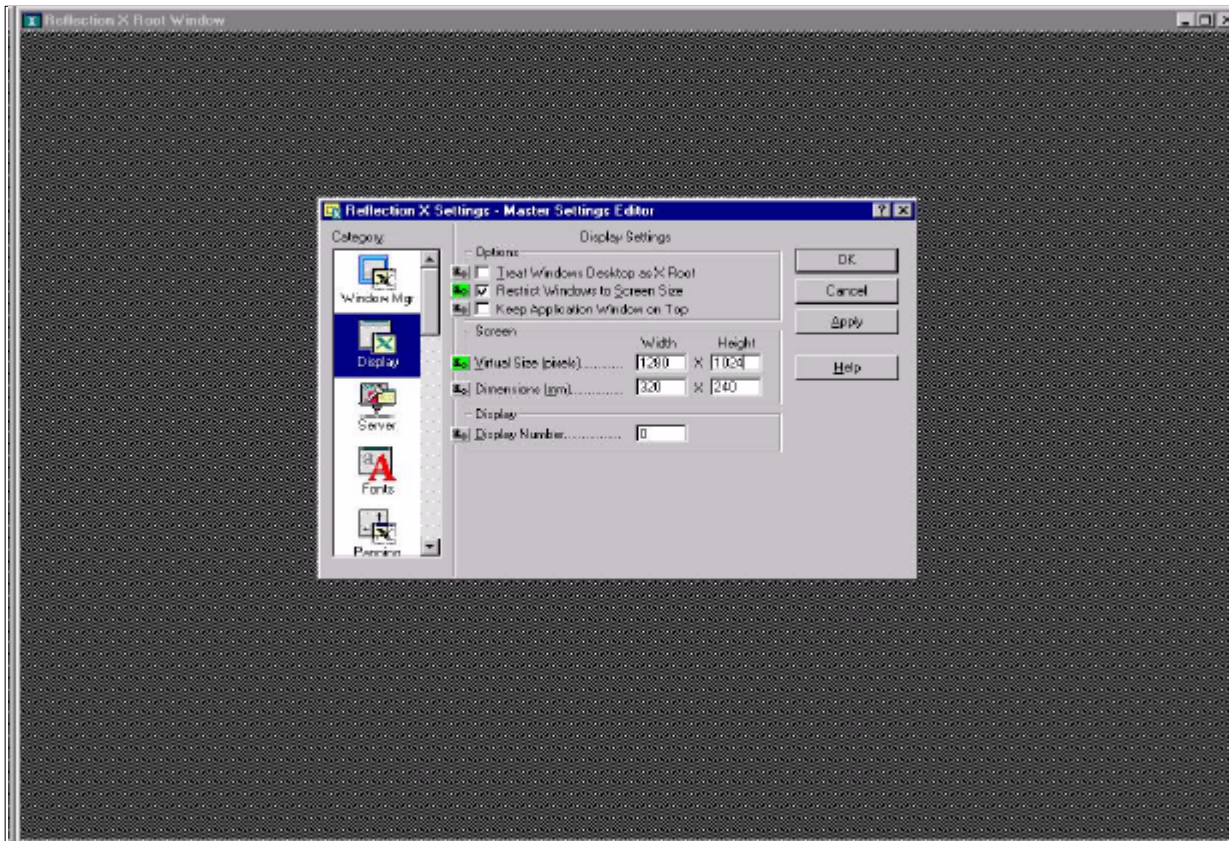 Reflection X Root Window
Reflection X Settings - Master Settings Editor
Category:
Window Mgr
Display
Server
Fonts
Panning
Display Settings
Options
Treat Windows Desktop as X Root
Restrict Windows to Screen Size
Keep Application Window on Top
Screen
Width Height
Virtual Size (pixels)............. 1280 X 1024
Dimensions (mm)............. 320 X 240
Display
Display Number.............. 0
OK
Cancel
Apply
Help